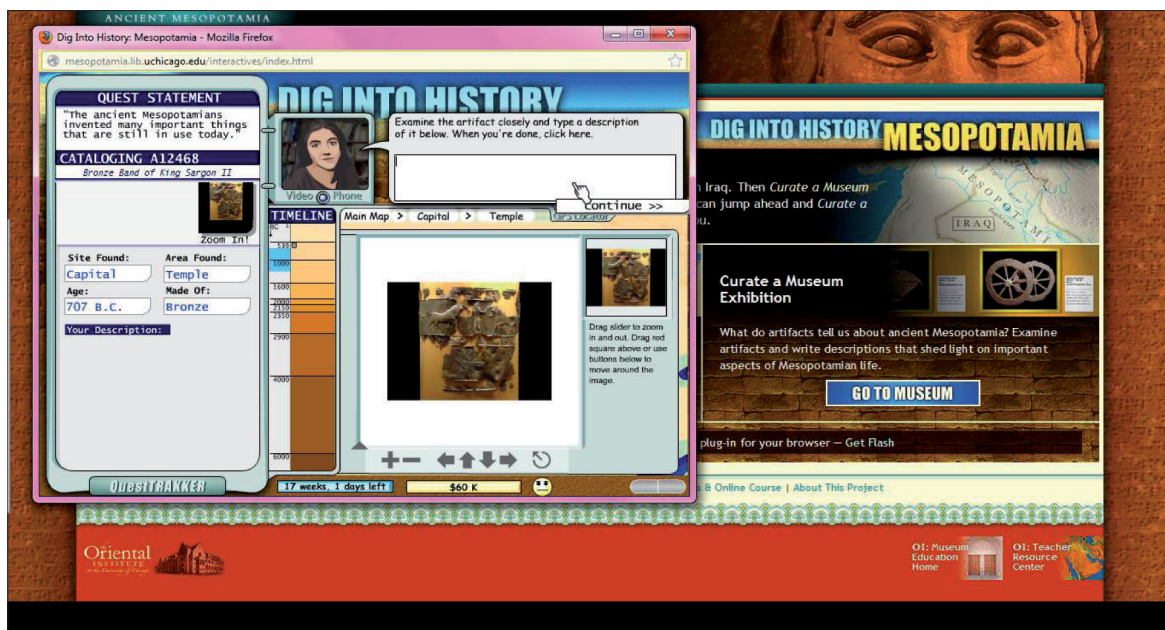 ANCIENT MESOPOTAMIA
Dig Into History: Mesopotamia - Mozilla Firefox
mesopotamia.lib.uchicago.edu/interactives/index.html
QUEST STATEMENT
"The ancient Mesopotamians
invented many important things
that are still in use today."
CATALOGING A12468
Bronze Band of King Sargon II
Zoom In!
Site Found: Area Found:
Capital Temple
Age: Made Of:
707 B.C. Bronze
Your Description:
QuestTRAKKER
DIG INTO HISTORY
Examine the artifact closely and type a description
of it below. When you're done, click here.
Continue >>
Video Phone
TIMELINE
Main Map > Capital > Temple
GPS Locator
BC
539
1000
1600
2000
2150
2350
2900
4000
6000
Drag slider to zoom
in and out. Drag red
square above or use
buttons below to
move around the
image.
17 weeks, 1 days left
$60 K
DIG INTO HISTORY MESOPOTAMIA
Iraq. Then Curate a Museum
can jump ahead and Curate a
MESOPOTAMI
IRAQ
Curate a Museum
Exhibition
What do artifacts tell us about ancient Mesopotamia? Examine
artifacts and write descriptions that shed light on important
aspects of Mesopotamian life.
GO TO MUSEUM
plug-in for your browser — Get Flash
& Online Course | About This Project
Oriental
INSTITUTE
OI: Museum
Education
Home
OI: Teacher
Resource
Center